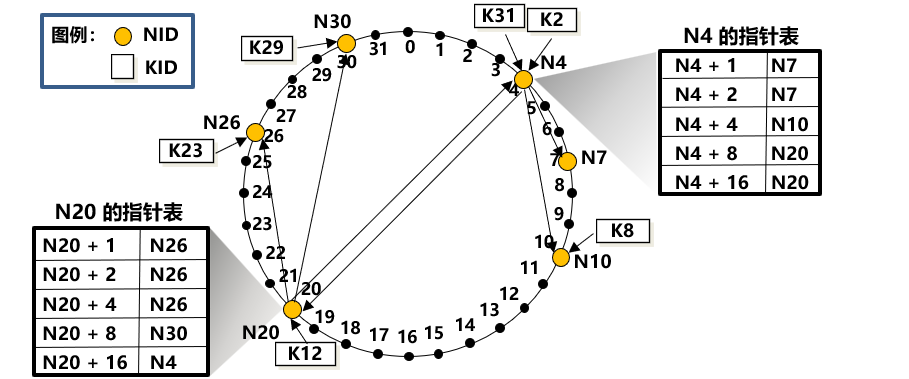 图例： NID
KID
N30
K29
K31
K2
N4
N26
K23
N7
K8
N10
N20
K12
0
1
2
3
4
5
6
7
8
9
10
11
12
13
14
15
16
17
18
19
20
21
22
23
24
25
26
27
28
29
30
31
N4 的指针表
N4 + 1 N7
N4 + 2 N7
N4 + 4 N10
N4 + 8 N20
N4 + 16 N20
N20 的指针表
N20 + 1 N26
N20 + 2 N26
N20 + 4 N26
N20 + 8 N30
N20 + 16 N4